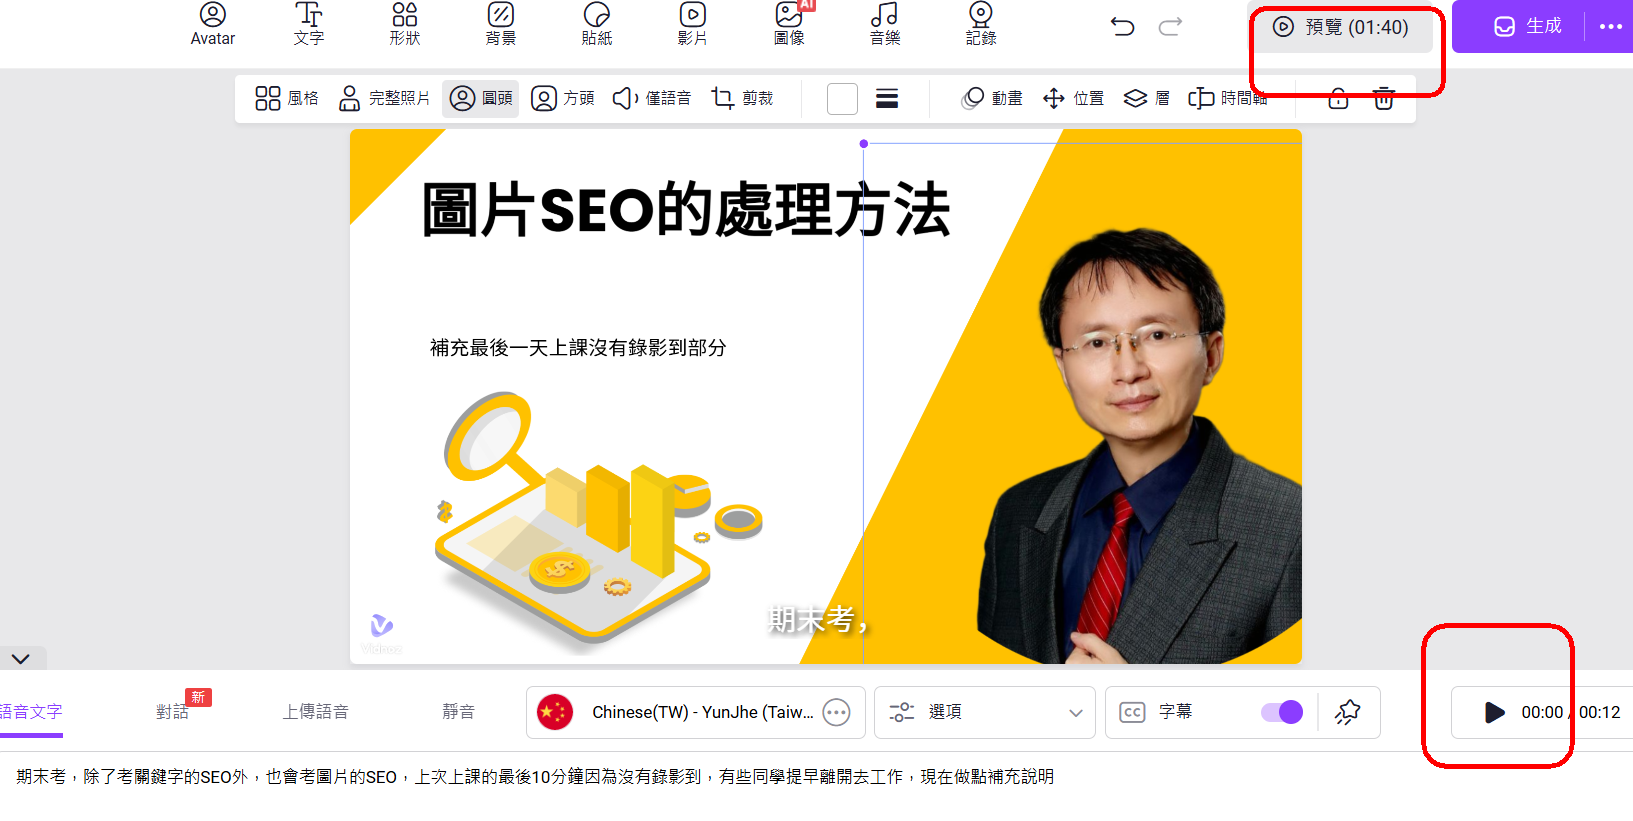 Avatar
文字
形狀
背景
貼紙
影片
AI
圖像
音樂
記錄
預覽 (01:40)
生成
風格
完整照片
圓頭
方頭
僅語音
剪裁
動畫
位置
層
時間軸
圖片SEO的處理方法
補充最後一天上課沒有錄影到部分
期末考，
Vidnoz
語音文字
對話
新
上傳語音
靜音
Chinese(TW) - YunJhe (Taiw...
選項
CC
字幕
00:00 / 00:12
期末考，除了考關鍵字的SEO外，也會考圖片的SEO，上次上課的最後10分鐘因為沒有錄影到，有些同學提早離開去工作，現在做點補充說明